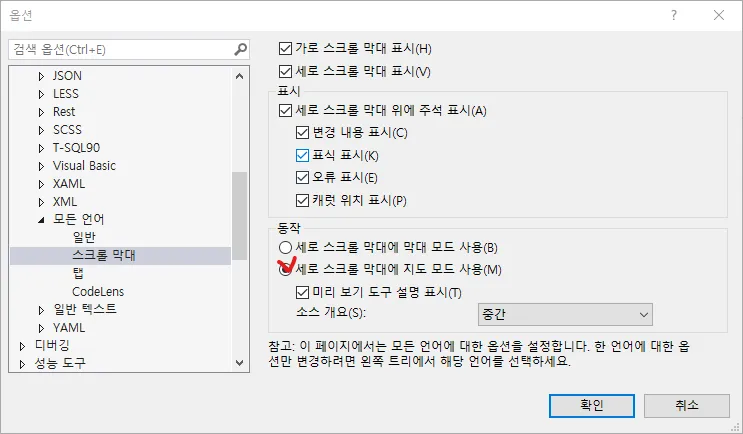 옵션
검색 옵션(Ctrl+E)
JSON
LESS
Rest
SCSS
T-SQL90
Visual Basic
XAML
XML
모든 언어
일반
스크롤 막대
탭
CodeLens
일반 텍스트
YAML
디버깅
성능 도구
가로 스크롤 막대 표시(H)
세로 스크롤 막대 표시(V)
표시
세로 스크롤 막대 위에 주석 표시(A)
변경 내용 표시(C)
표식 표시(K)
오류 표시(E)
캐럿 위치 표시(P)
동작
세로 스크롤 막대에 막대 모드 사용(B)
세로 스크롤 막대에 지도 모드 사용(M)
미리 보기 도구 설명 표시(T)
소스 개요(S): 중간
참고: 이 페이지에서는 모든 언어에 대한 옵션을 설정합니다. 한 언어에 대한 옵
션만 변경하려면 왼쪽 트리에서 해당 언어를 선택하세요.
확인 취소